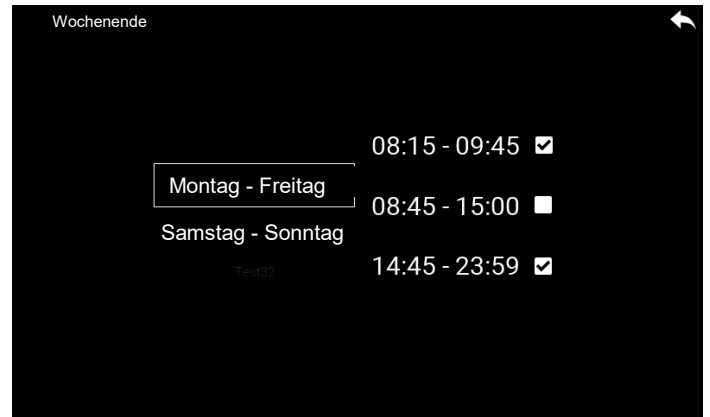 Wochenende
Montag - Freitag
Samstag - Sonntag
Test32
08:15 - 09:45
08:45 - 15:00
14:45 - 23:59